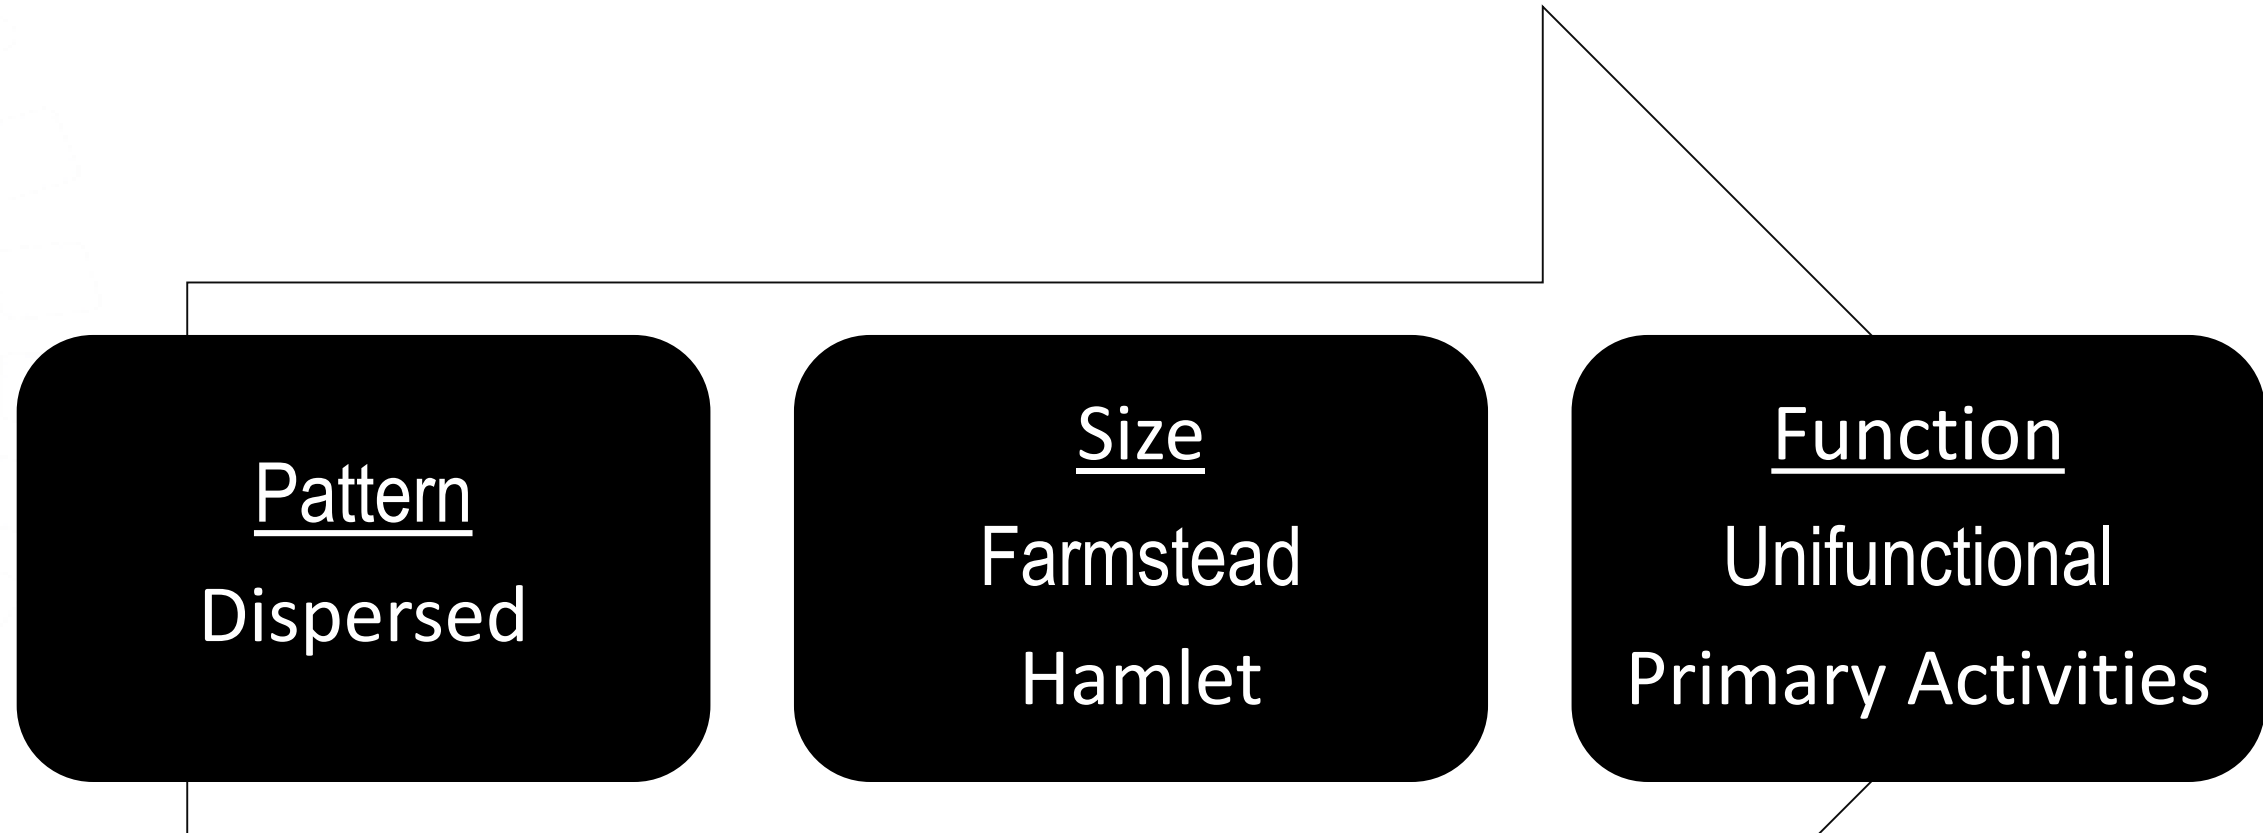 Pattern
Dispersed
Size
Farmstead
Hamlet
Function
Unifunctional
Primary Activities